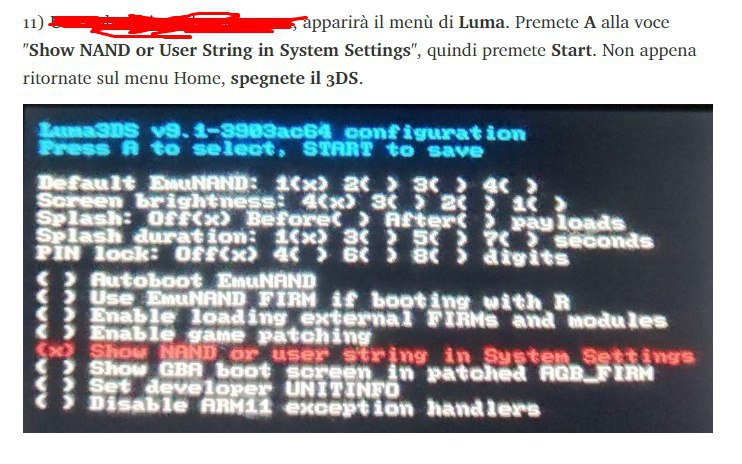 11) , apparirà il menù di Luma. Premete A alla voce
"Show NAND or User String in System Settings", quindi premete Start. Non appena
ritornate sul menu Home, spegnete il 3DS.
Luma3DS v9.1-3903ac64 configuration
Press A to select, START to save
Default EmuNAND: 1(x) 2( ) 3( ) 4( )
Screen brightness: 4(x) 3( ) 2( ) 1( )
Splash: Off(x) Before( ) After( ) payloads
Splash duration: 1(x) 3( ) 5( ) 7( ) seconds
PIN lock: Off(x) 4( ) 6( ) 8( ) digits
( ) Autoboot EmuNAND
( ) Use EmuNAND FIRM if booting with R
( ) Enable loading external FIRMs and modules
( ) Enable game patching
(x) Show NAND or user string in System Settings
( ) Show GBA boot screen in patched AGB_FIRM
( ) Set developer UNITINFO
( ) Disable ARM11 exception handlers